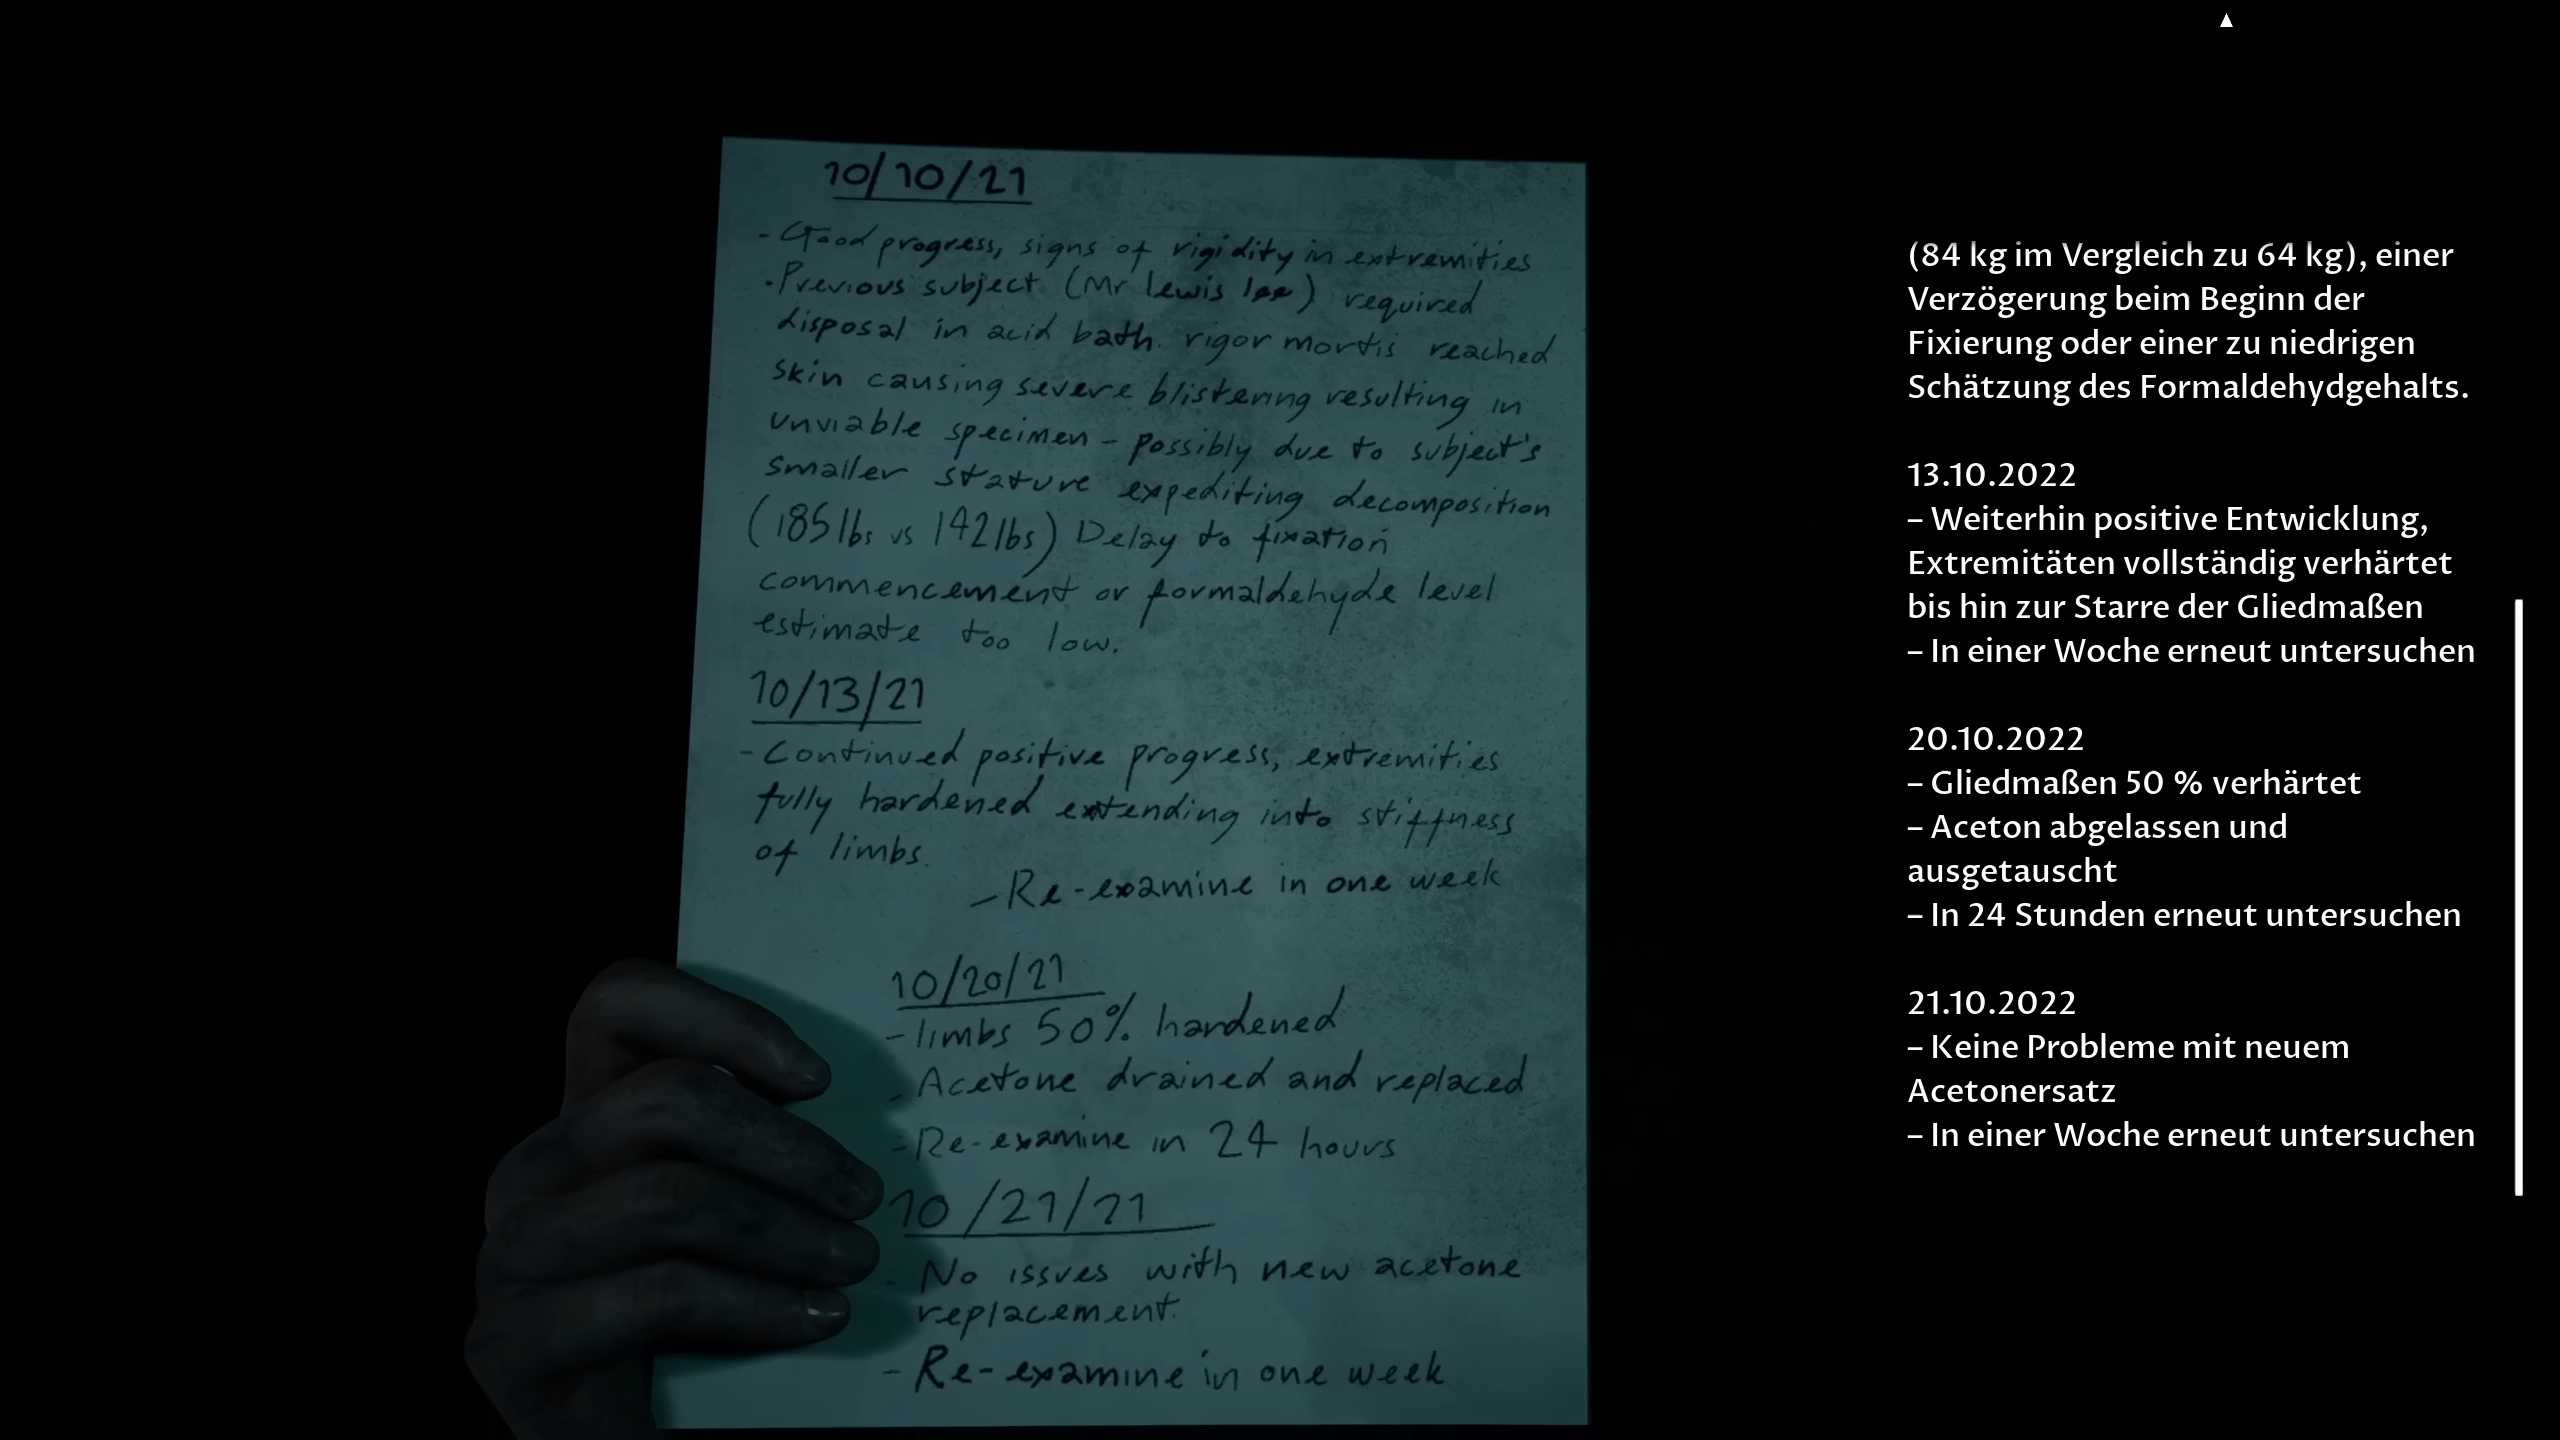 10/10/21
- Good progress, signs of rigidity in extremities
- Previous subject (Mr lewis lee) required
disposal in acid bath. rigor mortis reached
skin causing severe blistering resulting in
unviable specimen - possibly due to subject's
smaller stature expediting decomposition
(185 lbs vs 142 lbs) Delay to fixation
commencement or formaldehyde level
estimate too low.
10/13/21
- Continued positive progress, extremities
fully hardened extending into stiffness
of limbs.
- Re-examine in one week
10/20/21
- limbs 50% hardened
- Acetone drained and replaced
- Re-examine in 24 hours
10/21/21
- No issues with new acetone
replacement.
- Re-examine in one week
(84 kg im Vergleich zu 64 kg), einer
Verzögerung beim Beginn der
Fixierung oder einer zu niedrigen
Schätzung des Formaldehydgehalts.
13.10.2022
– Weiterhin positive Entwicklung,
Extremitäten vollständig verhärtet
bis hin zur Starre der Gliedmaßen
– In einer Woche erneut untersuchen
20.10.2022
– Gliedmaßen 50 % verhärtet
– Aceton abgelassen und
ausgetauscht
– In 24 Stunden erneut untersuchen
21.10.2022
– Keine Probleme mit neuem
Acetonersatz
– In einer Woche erneut untersuchen